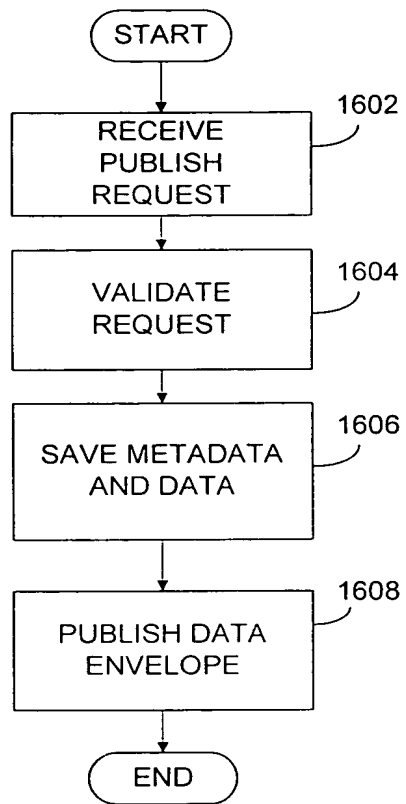 START
1602
RECEIVE
PUBLISH
REQUEST
1604
VALIDATE
REQUEST
1606
SAVE METADATA
AND DATA
1608
PUBLISH DATA
ENVELOPE
END